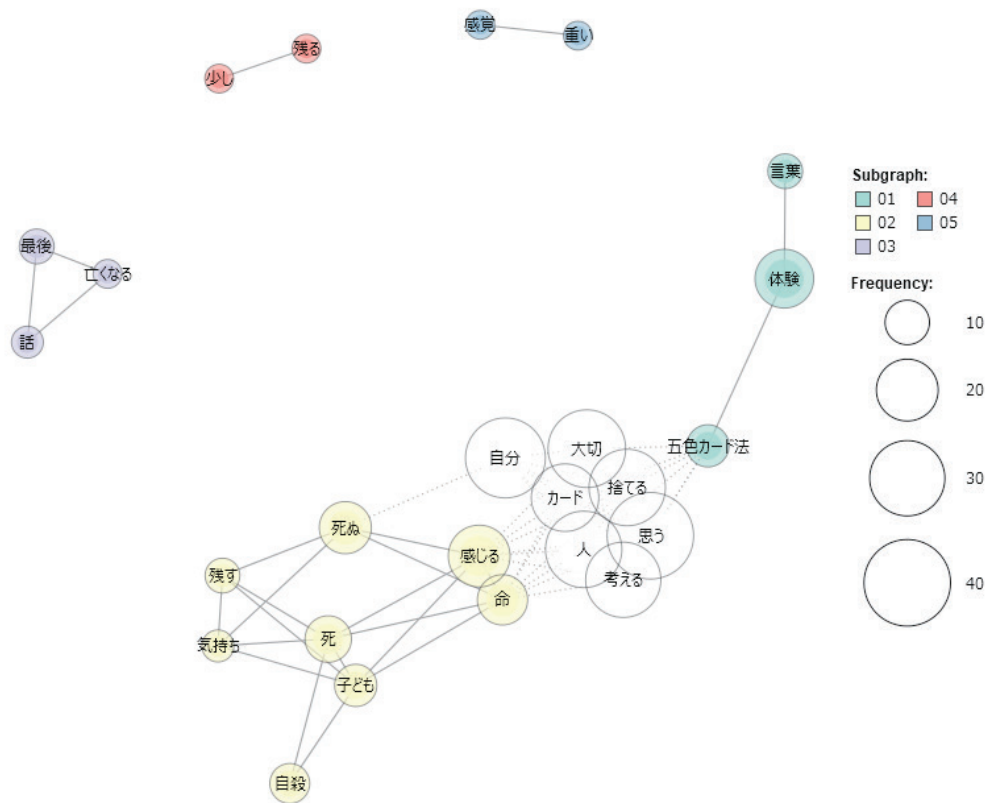 感覚
重い
残る
少し
言葉
最後
亡くなる
体験
話
五色カード法
大切
自分
捨てる
カード
死ぬ
思う
感じる
人
残す
考える
命
気持ち
死
子ども
自殺
Subgraph:
01 04
02 05
03
Frequency:
10
20
30
40